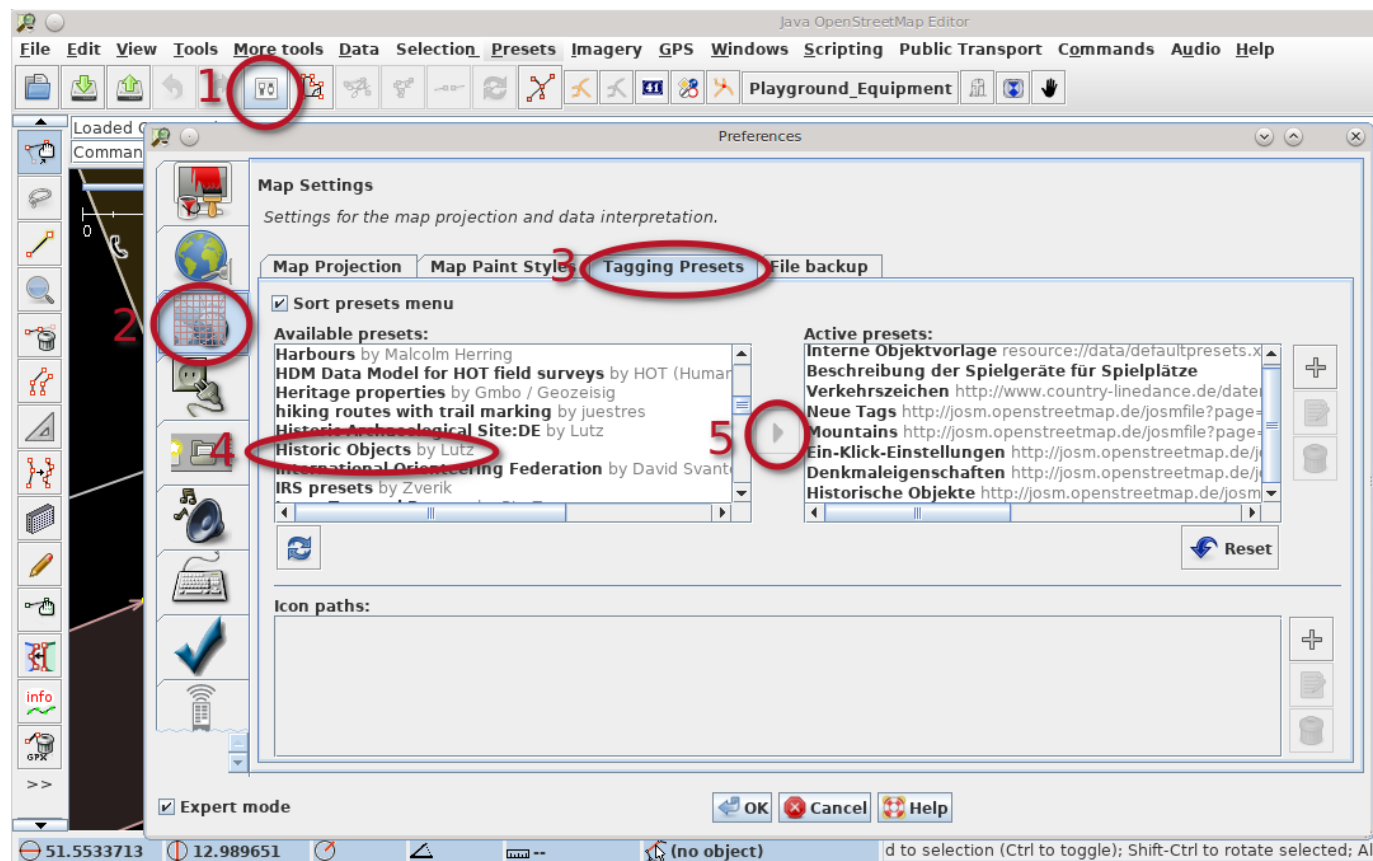 Java OpenStreetMap Editor
File Edit View Tools More tools Data Selection Presets Imagery GPS Windows Scripting Public Transport Commands Audio Help
1
41 Playground_Equipment
Loaded
Comman
Preferences
0
Map Settings
Settings for the map projection and data interpretation.
3
Map Projection Map Paint Styles Tagging Presets File backup
2
Sort presets menu
Available presets:
Harbours by Malcolm Herring
HDM Data Model for HOT field surveys by HOT (Human
Heritage properties by Gmbo / Geozeisig
hiking routes with trail marking by juestres
Historic Archaeological Site:DE by Lutz
4
Historic Objects by Lutz
International Orienteering Federation by David Svant
IRS presets by Zverik
5
Active presets:
Interne Objektvorlage resource://data/defaultpresets.x
Beschreibung der Spielgeräte für Spielplätze
Verkehrszeichen http://www.country-linedance.de/daten
Neue Tags http://josm.openstreetmap.de/josmfile?page=
Mountains http://josm.openstreetmap.de/josmfile?page=
Ein-Klick-Einstellungen http://josm.openstreetmap.de/jo
Denkmaleigenschaften http://josm.openstreetmap.de/jo
Historische Objekte http://josm.openstreetmap.de/josm
Reset
Icon paths:
info
GPX
>>
Expert mode
OK Cancel Help
51.5533713 12.989651 -- (no object) d to selection (Ctrl to toggle); Shift-Ctrl to rotate selected; Al